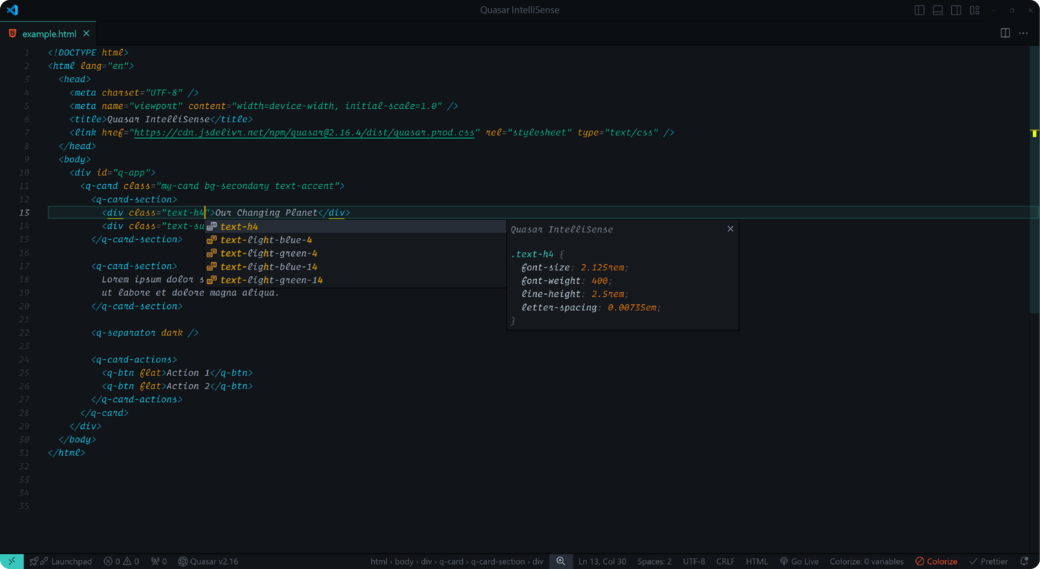 Quasar IntelliSense
example.html
1 <!DOCTYPE html>
2 <html lang="en">
3 <head>
4 <meta charset="UTF-8" />
5 <meta name="viewport" content="width=device-width, initial-scale=1.0" />
6 <title>Quasar IntelliSense</title>
7 <link href="https://cdn.jsdelivr.net/npm/quasar@2.16.4/dist/quasar.prod.css" rel="stylesheet" type="text/css" />
8 </head>
9 <body>
10 <div id="q-app">
11 <q-card class="my-card bg-secondary text-accent">
12 <q-card-section>
13 <div class="text-h4">Our Changing Planet</div>
14 <div class="text-su
text-h4
text-light-blue-4
text-light-green-4
text-light-blue-14
text-light-green-14
Quasar IntelliSense
.text-h4 {
font-size: 2.125rem;
font-weight: 400;
line-height: 2.5rem;
letter-spacing: 0.00735em;
}
15 </q-card-section>
16
17 <q-card-section>
18 Lorem ipsum dolor s
19 ut labore et dolore magna aliqua.
20 </q-card-section>
21
22 <q-separator dark />
23
24 <q-card-actions>
25 <q-btn flat>Action 1</q-btn>
26 <q-btn flat>Action 2</q-btn>
27 </q-card-actions>
28 </q-card>
29 </div>
30 </body>
31 </html>
32
33
34
35
Launchpad 0 0 0 Quasar v2.16 html › body › div › q-card › q-card-section › div Ln 13, Col 30 Spaces: 2 UTF-8 CRLF HTML Go Live Colorize: 0 variables Colorize Prettier